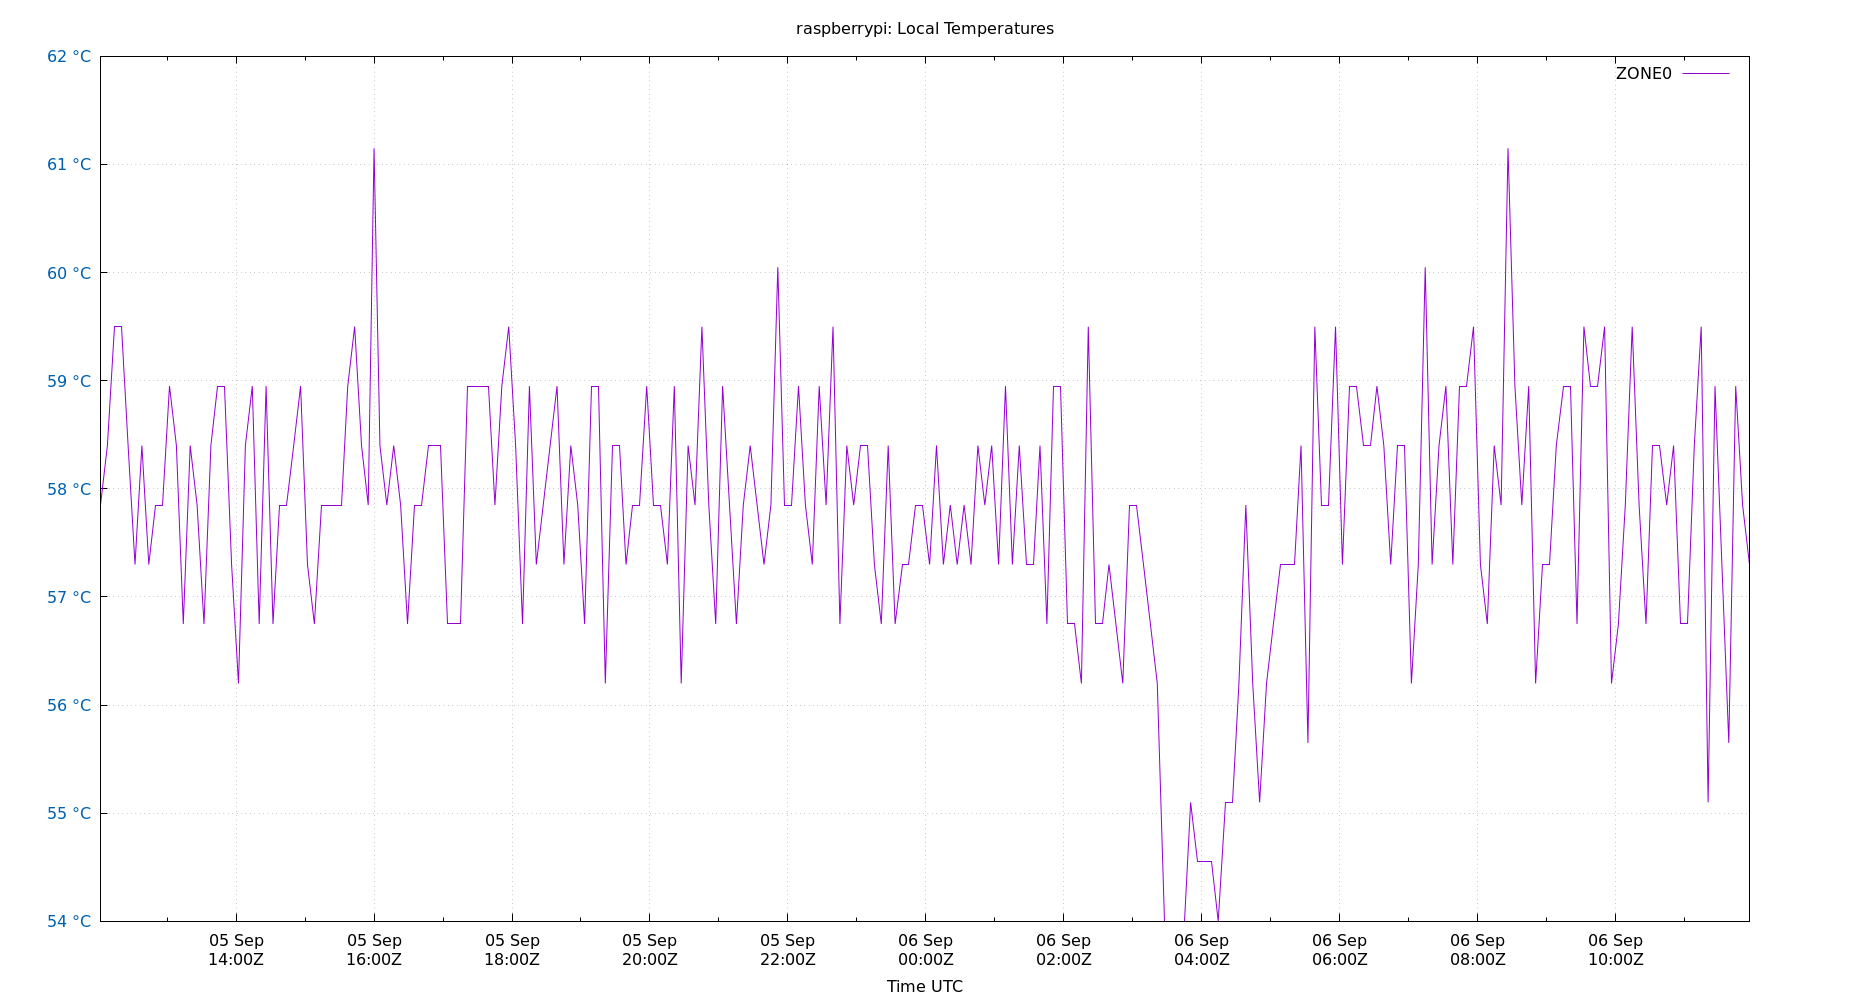 raspberrypi: Local Temperatures
62 °C
ZONE0
61 °C
60 °C
59 °C
58 °C
57 °C
56 °C
55 °C
54 °C
05 Sep 05 Sep 05 Sep 05 Sep 05 Sep 06 Sep 06 Sep 06 Sep 06 Sep 06 Sep 06 Sep
14:00Z 16:00Z 18:00Z 20:00Z 22:00Z 00:00Z 02:00Z 04:00Z 06:00Z 08:00Z 10:00Z
Time UTC